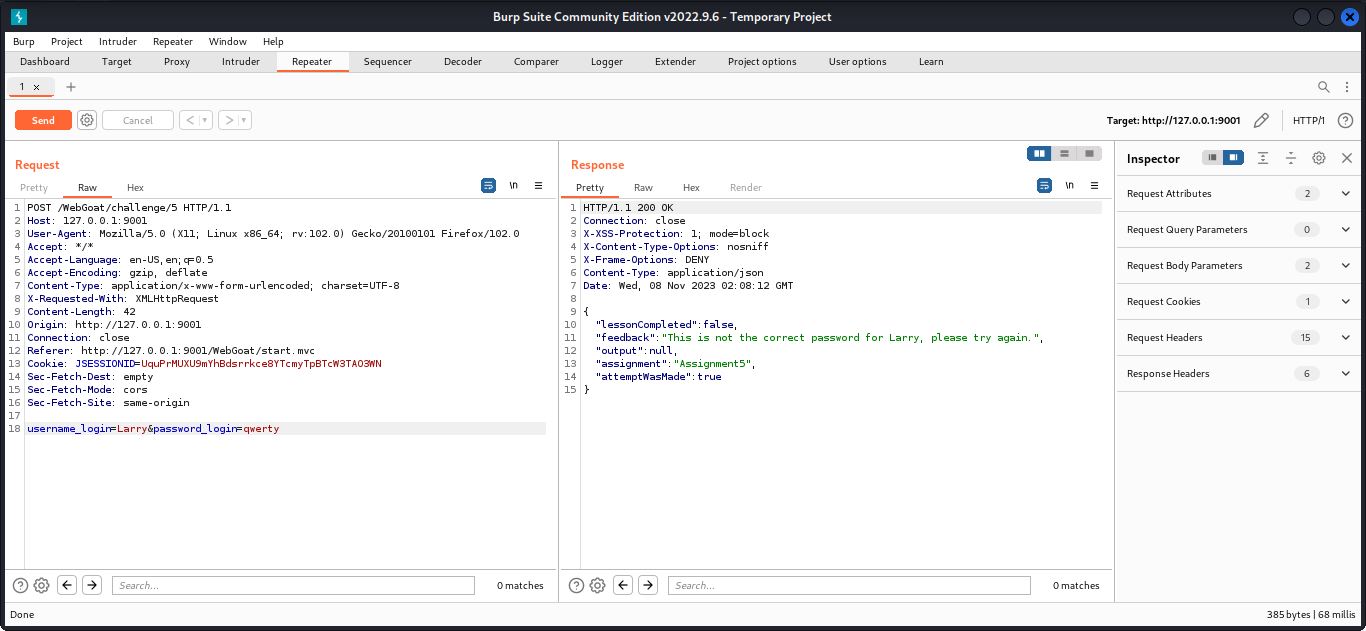 Burp Suite Community Edition v2022.9.6 - Temporary Project
Burp Project Intruder Repeater Window Help
Dashboard Target Proxy Intruder Repeater Sequencer Decoder Comparer Logger Extender Project options User options Learn
1 × +
Send Cancel < > Target: http://127.0.0.1:9001 HTTP/1 ?
Request
Pretty Raw Hex \n
1 POST /WebGoat/challenge/5 HTTP/1.1
2 Host: 127.0.0.1:9001
3 User-Agent: Mozilla/5.0 (X11; Linux x86_64; rv:102.0) Gecko/20100101 Firefox/102.0
4 Accept: */*
5 Accept-Language: en-US,en;q=0.5
6 Accept-Encoding: gzip, deflate
7 Content-Type: application/x-www-form-urlencoded; charset=UTF-8
8 X-Requested-With: XMLHttpRequest
9 Content-Length: 42
10 Origin: http://127.0.0.1:9001
11 Connection: close
12 Referer: http://127.0.0.1:9001/WebGoat/start.mvc
13 Cookie: JSESSIONID=UquPrMUXU9mYhBdsrrkce8YTcmyTpBTcW3TAO3WN
14 Sec-Fetch-Dest: empty
15 Sec-Fetch-Mode: cors
16 Sec-Fetch-Site: same-origin
17
18 username_login=Larry&password_login=qwerty
Search...
0 matches
Response
Pretty Raw Hex Render \n
1 HTTP/1.1 200 OK
2 Connection: close
3 X-XSS-Protection: 1; mode=block
4 X-Content-Type-Options: nosniff
5 X-Frame-Options: DENY
6 Content-Type: application/json
7 Date: Wed, 08 Nov 2023 02:08:12 GMT
8
9 {
10 "lessonCompleted":false,
11 "feedback":"This is not the correct password for Larry, please try again.",
12 "output":null,
13 "assignment":"Assignment5",
14 "attemptWasMade":true
15 }
Search...
0 matches
Inspector
Request Attributes 2
Request Query Parameters 0
Request Body Parameters 2
Request Cookies 1
Request Headers 15
Response Headers 6
Done
385 bytes | 68 millis